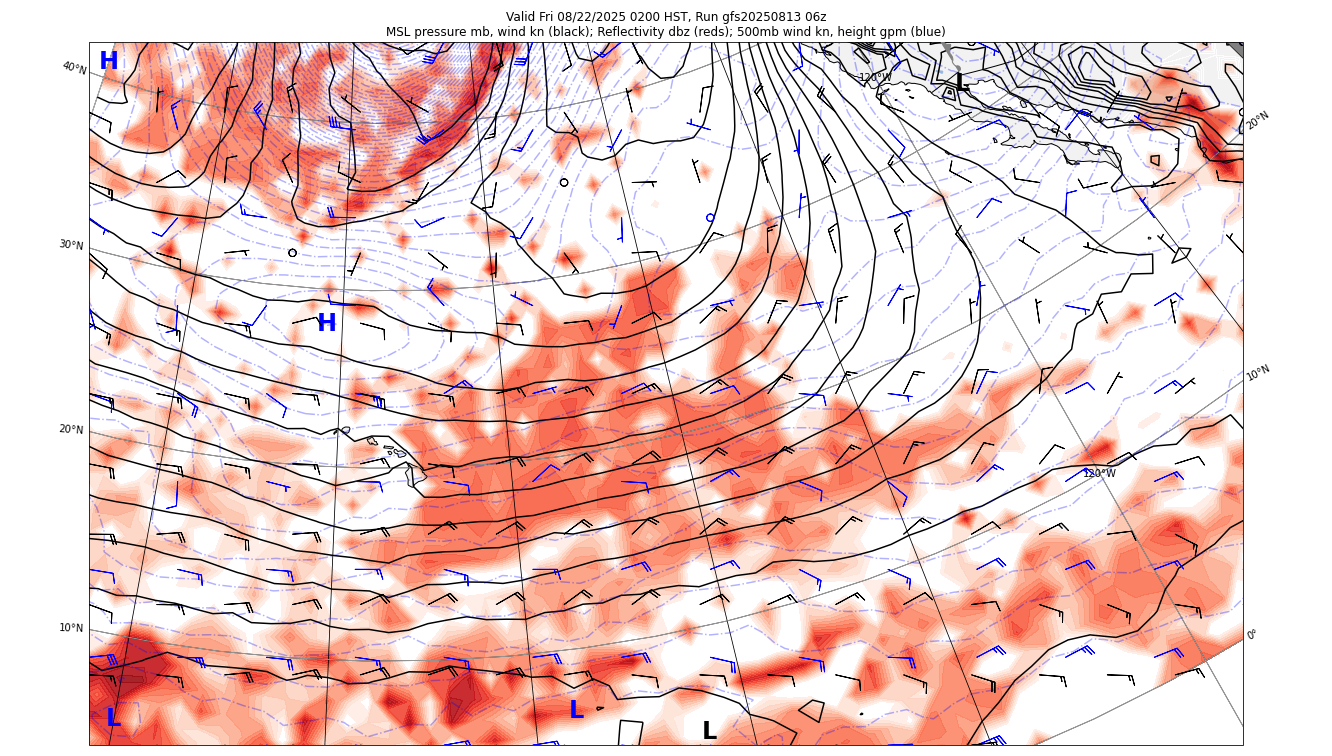 Valid Fri 08/22/2025 0200 HST, Run gfs20250813 06z
MSL pressure mb, wind kn (black); Reflectivity dbz (reds); 500mb wind kn, height gpm (blue)
H
40°N
120°W
L
20°N
30°N
H
10°N
20°N
120°W
10°N
0°
L
L
L